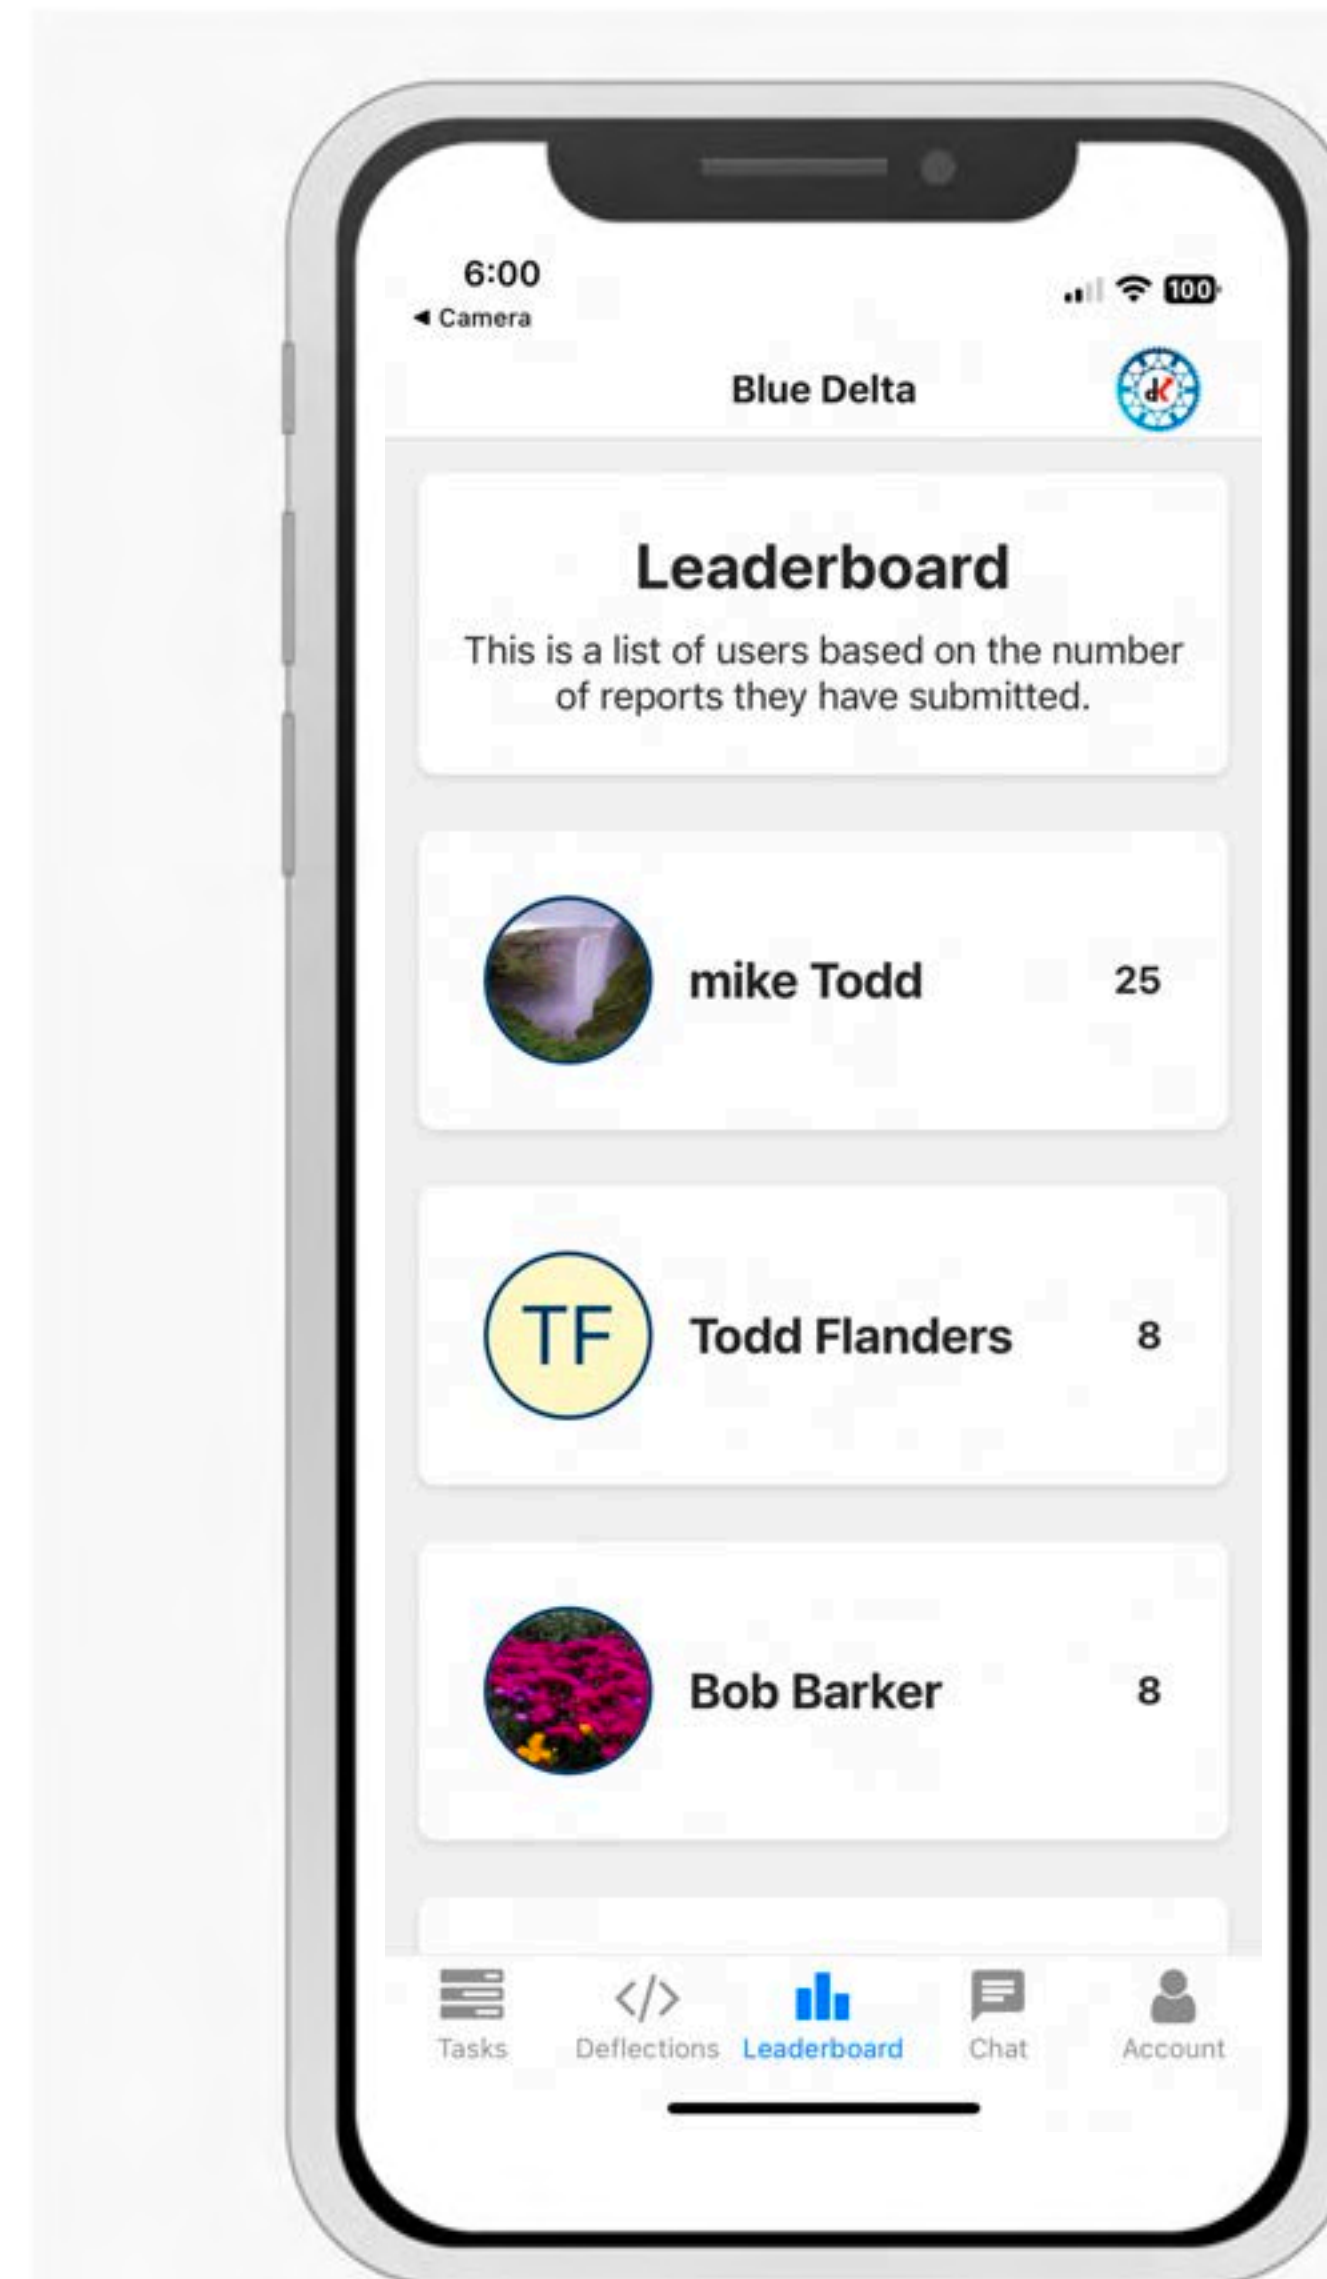 6:00
◀ Camera
100
Blue Delta
dK
Leaderboard
This is a list of users based on the number
of reports they have submitted.
mike Todd 25
TF Todd Flanders 8
Bob Barker 8
Tasks Deflections Leaderboard Chat Account